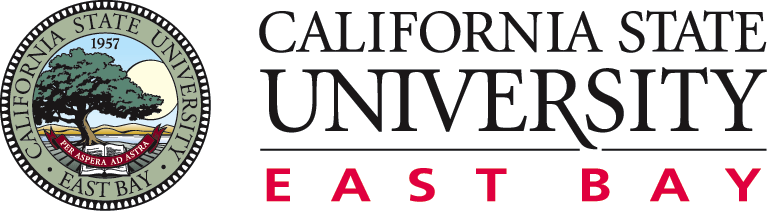 CALIFORNIA STATE UNIVERSITY
1957
PER ASPERA AD ASTRA
· EAST BAY ·
CALIFORNIA STATE
UNIVERSITY
EAST BAY